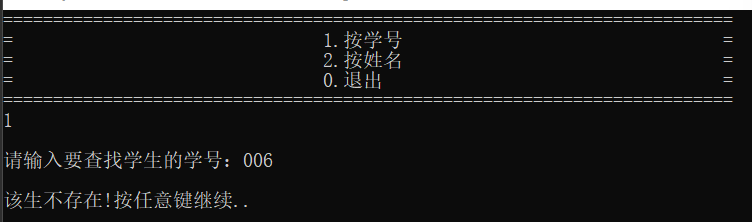 =========================================================================
=                               1.按学号                                =
=                               2.按姓名                                =
=                               0.退出                                  =
=========================================================================
1
请输入要查找学生的学号：006
该生不存在!按任意键继续..